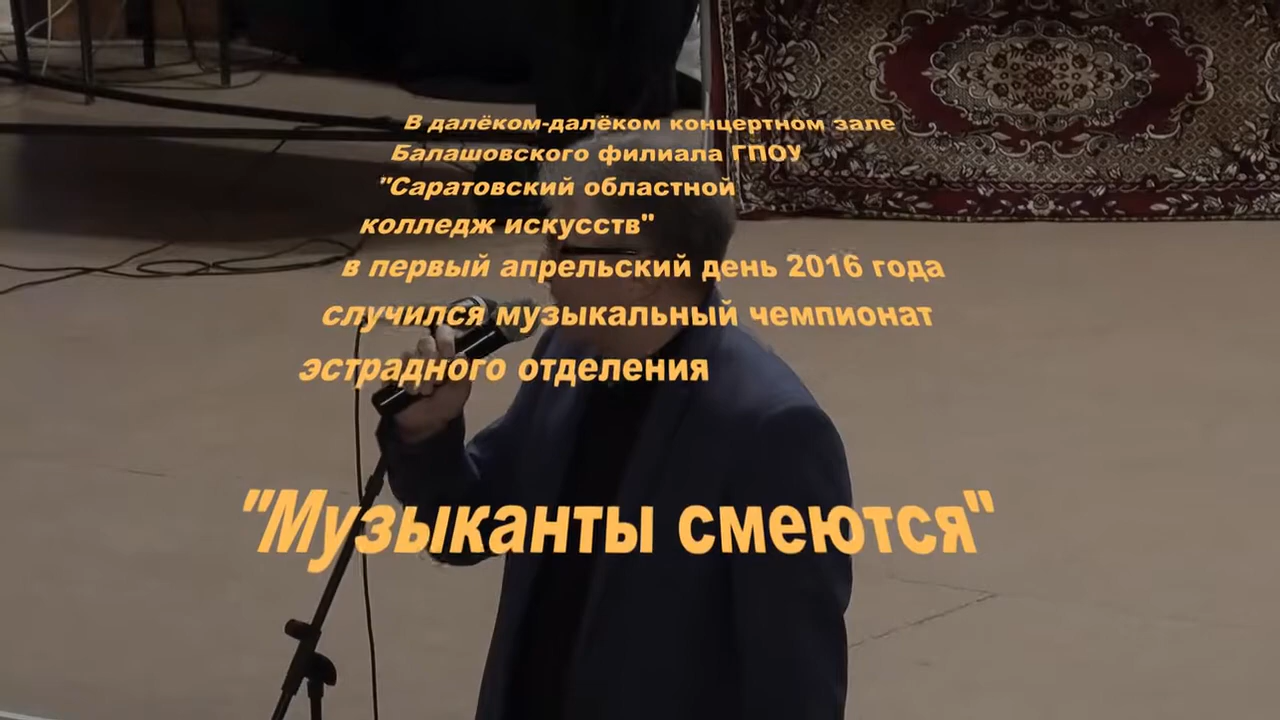 В далёком-далёком концертном зале
Балашовского филиала ГПОУ
"Саратовский областной
колледж искусств"
в первый апрельский день 2016 года
случился музыкальный чемпионат
эстрадного отделения
"Музыканты смеются"